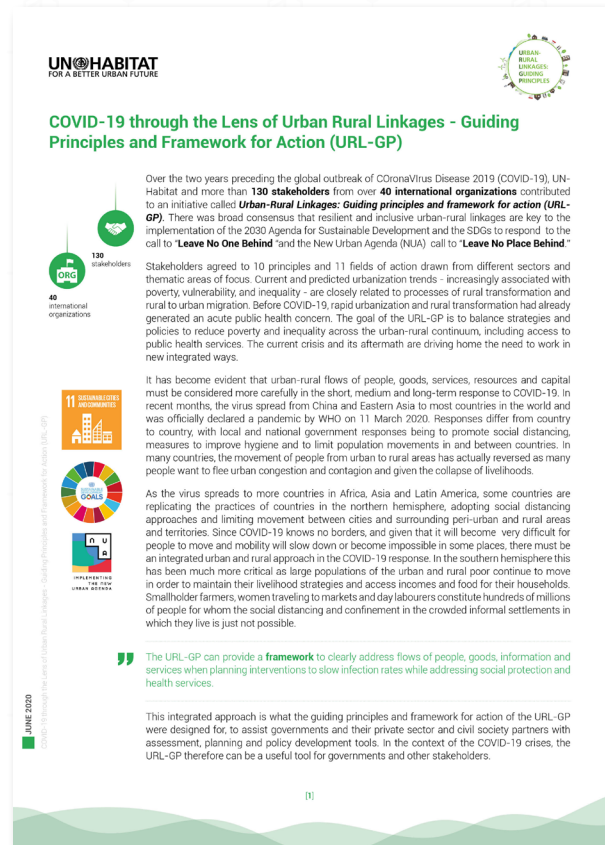 UN HABITAT
FOR A BETTER URBAN FUTURE
URBAN-
RURAL
LINKAGES:
GUIDING
PRINCIPLES
COVID-19 through the Lens of Urban Rural Linkages - Guiding
Principles and Framework for Action (URL-GP)
Over the two years preceding the global outbreak of COronaVIrus Disease 2019 (COVID-19), UN-
Habitat and more than 130 stakeholders from over 40 international organizations contributed
to an initiative called Urban-Rural Linkages: Guiding principles and framework for action (URL-
GP). There was broad consensus that resilient and inclusive urban-rural linkages are key to the
implementation of the 2030 Agenda for Sustainable Development and the SDGs to respond to the
call to “Leave No One Behind “and the New Urban Agenda (NUA) call to “Leave No Place Behind.”
130
stakeholders
ORG
40
international
organizations
Stakeholders agreed to 10 principles and 11 fields of action drawn from different sectors and
thematic areas of focus. Current and predicted urbanization trends - increasingly associated with
poverty, vulnerability, and inequality - are closely related to processes of rural transformation and
rural to urban migration. Before COVID-19, rapid urbanization and rural transformation had already
generated an acute public health concern. The goal of the URL-GP is to balance strategies and
policies to reduce poverty and inequality across the urban-rural continuum, including access to
public health services. The current crisis and its aftermath are driving home the need to work in
new integrated ways.
It has become evident that urban-rural flows of people, goods, services, resources and capital
must be considered more carefully in the short, medium and long-term response to COVID-19. In
recent months, the virus spread from China and Eastern Asia to most countries in the world and
was officially declared a pandemic by WHO on 11 March 2020. Responses differ from country
to country, with local and national government responses being to promote social distancing,
measures to improve hygiene and to limit population movements in and between countries. In
many countries, the movement of people from urban to rural areas has actually reversed as many
people want to flee urban congestion and contagion and given the collapse of livelihoods.
11 SUSTAINABLE CITIES
AND COMMUNITIES
GOALS
N U
A
IMPLEMENTING
THE NEW
URBAN AGENDA
As the virus spreads to more countries in Africa, Asia and Latin America, some countries are
replicating the practices of countries in the northern hemisphere, adopting social distancing
approaches and limiting movement between cities and surrounding peri-urban and rural areas
and territories. Since COVID-19 knows no borders, and given that it will become very difficult for
people to move and mobility will slow down or become impossible in some places, there must be
an integrated urban and rural approach in the COVID-19 response. In the southern hemisphere this
has been much more critical as large populations of the urban and rural poor continue to move
in order to maintain their livelihood strategies and access incomes and food for their households.
Smallholder farmers, women traveling to markets and day labourers constitute hundreds of millions
of people for whom the social distancing and confinement in the crowded informal settlements in
which they live is just not possible.
The URL-GP can provide a framework to clearly address flows of people, goods, information and
services when planning interventions to slow infection rates while addressing social protection and
health services.
This integrated approach is what the guiding principles and framework for action of the URL-GP
were designed for, to assist governments and their private sector and civil society partners with
assessment, planning and policy development tools. In the context of the COVID-19 crises, the
URL-GP therefore can be a useful tool for governments and other stakeholders.
COVID-19 through the Lens of Urban Rural Linkages - Guiding Principles and Framework for Action (URL-GP)
JUNE 2020
[1]